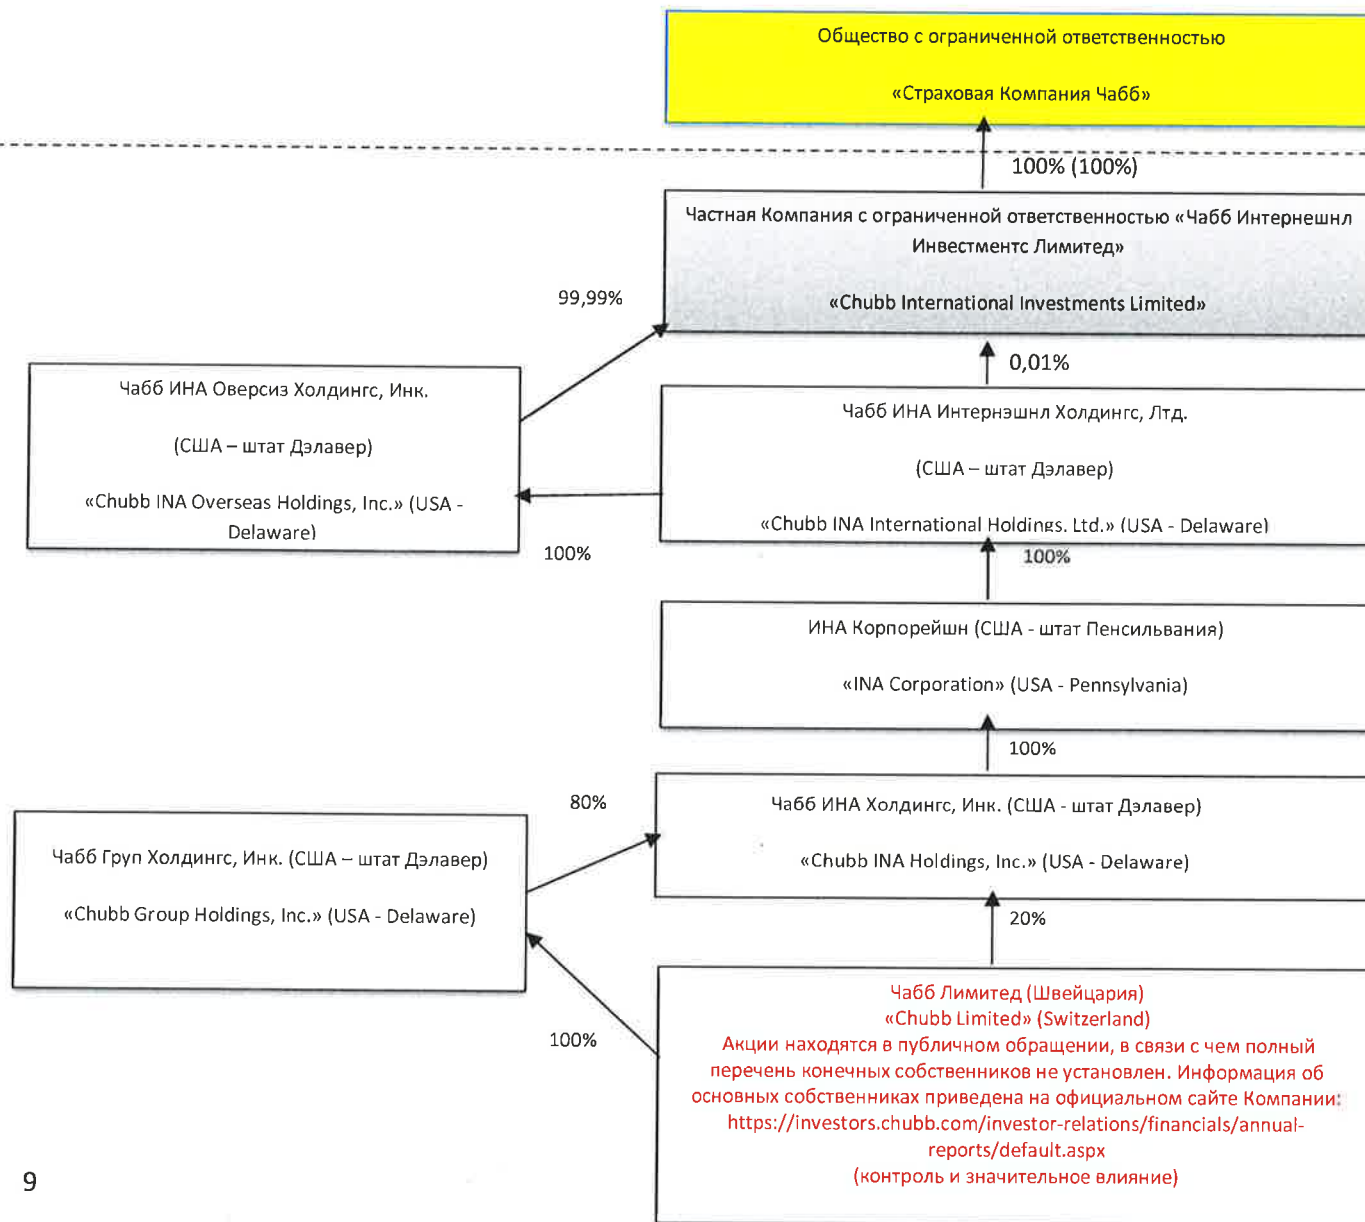 Общество с ограниченной ответственностью
«Страховая Компания Чабб»
100% (100%)
Частная Компания с ограниченной ответственностью «Чабб Интернешнл
Инвестментс Лимитед»
«Chubb International Investments Limited»
99,99%
0,01%
Чабб ИНА Оверсиз Холдингс, Инк.
(США – штат Дэлавер)
«Chubb INA Overseas Holdings, Inc.» (USA -
Delaware)
Чабб ИНА Интернэшнл Холдингс, Лтд.
(США – штат Дэлавер)
«Chubb INA International Holdings, Ltd.» (USA - Delaware)
100%
100%
ИНА Корпорейшн (США - штат Пенсильвания)
«INA Corporation» (USA - Pennsylvania)
100%
80%
Чабб ИНА Холдингс, Инк. (США - штат Дэлавер)
«Chubb INA Holdings, Inc.» (USA - Delaware)
Чабб Груп Холдингс, Инк. (США – штат Дэлавер)
«Chubb Group Holdings, Inc.» (USA - Delaware)
20%
100%
Чабб Лимитед (Швейцария)
«Chubb Limited» (Switzerland)
Акции находятся в публичном обращении, в связи с чем полный
перечень конечных собственников не установлен. Информация об
основных собственниках приведена на официальном сайте Компании:
https://investors.chubb.com/investor-relations/financials/annual-
reports/default.aspx
(контроль и значительное влияние)
9